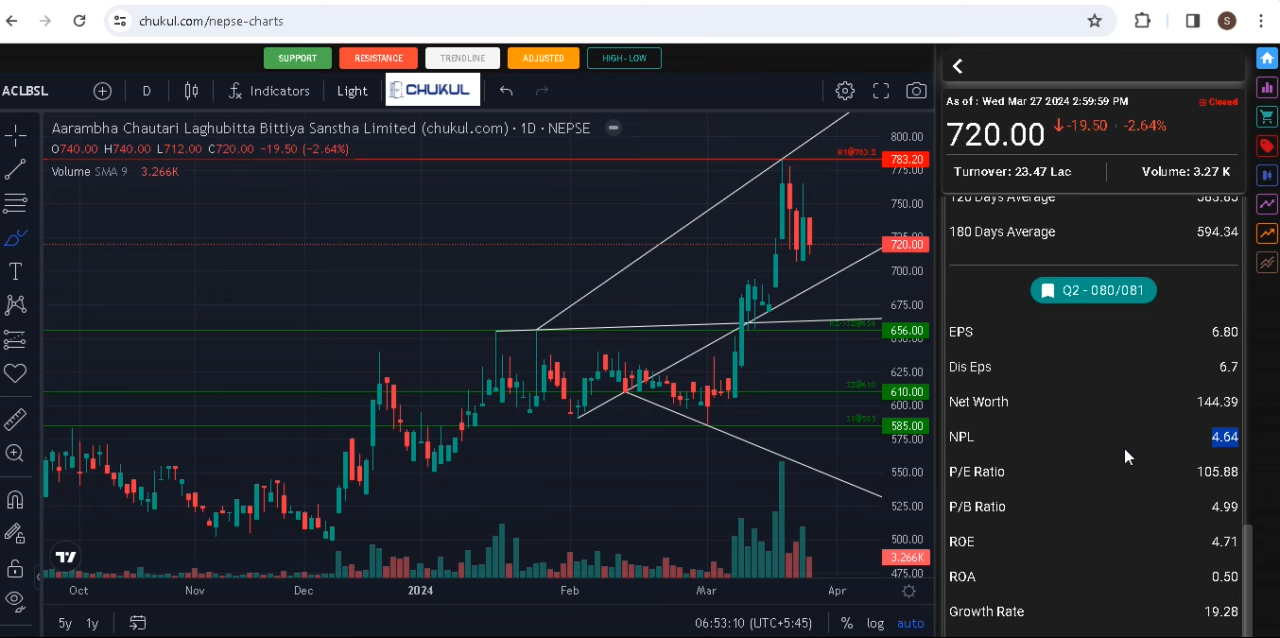 chukul.com/nepse-charts
S
SUPPORT RESISTANCE TRENDLINE ADJUSTED HIGH - LOW
ACLBSL D Indicators Light CHUKUL
Aarambha Chautari Laghubitta Bittiya Sanstha Limited (chukul.com) · 1D · NEPSE
O740.00 H740.00 L712.00 C720.00 −19.50 (−2.64%)
Volume SMA 9 3.266K
R1@783.2
800.00
783.20
775.00
750.00
725.00
720.00
700.00
675.00
656.00
650.00
625.00
S2@610
610.00
600.00
S1@585
585.00
575.00
550.00
525.00
500.00
3.266K
475.00
Oct Nov Dec 2024 Feb Mar Apr
5y 1y 06:53:10 (UTC+5:45) % log auto
As of : Wed Mar 27 2024 2:59:59 PM Closed
720.00 -19.50 -2.64%
Turnover: 23.47 Lac Volume: 3.27 K
120 Days Average 583.83
180 Days Average 594.34
Q2 - 080/081
EPS 6.80
Dis Eps 6.7
Net Worth 144.39
NPL 4.64
P/E Ratio 105.88
P/B Ratio 4.99
ROE 4.71
ROA 0.50
Growth Rate 19.28